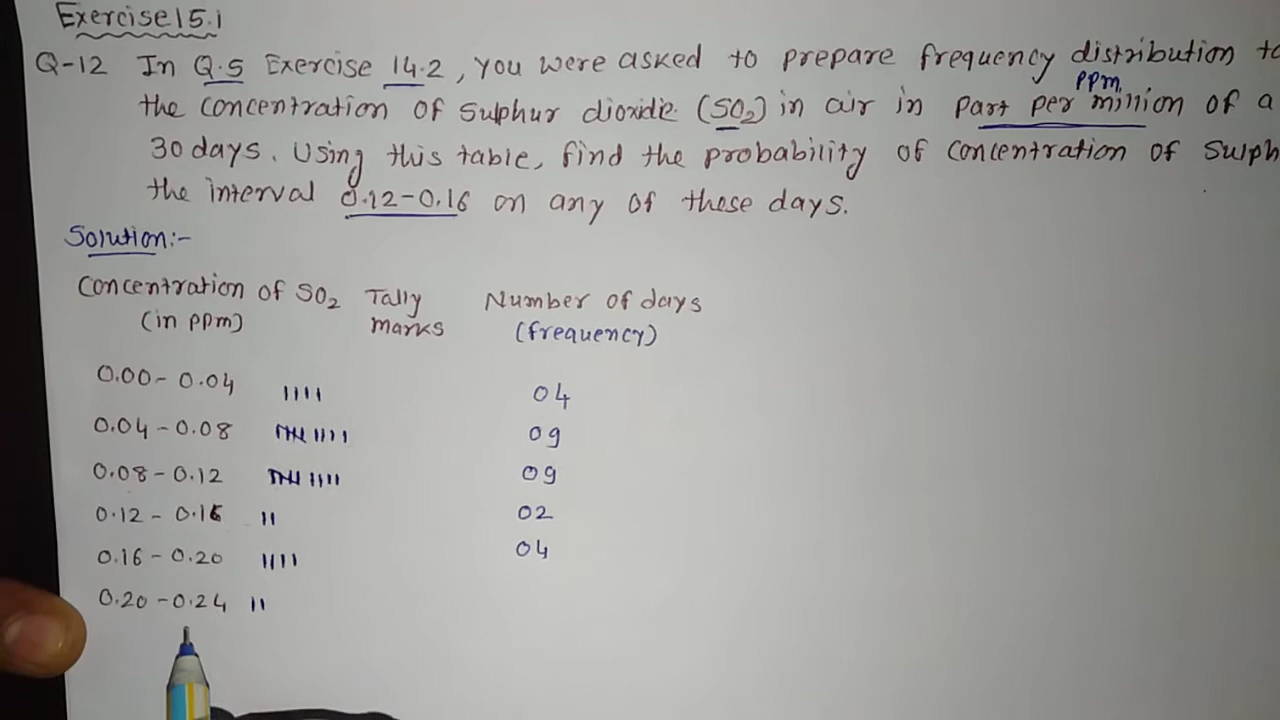 Exercise 15.1
Q-12 In Q.5 Exercise 14.2, you were asked to prepare frequency distribution to
PPm
the concentration of sulphur dioxide (SO2) in air in Part per million of a
30 days. Using this table, find the probability of concentration of Sulph
the interval 0.12-0.16 on any of these days.
Solution:-
Concentration of SO2 Tally Number of days
(in ppm) marks (frequency)
0.00 - 0.04 |||| 04
0.04 - 0.08 𝍸 |||| 09
0.08 - 0.12 𝍸 |||| 09
0.12 - 0.16 || 02
0.16 - 0.20 |||| 04
0.20 - 0.24 ||